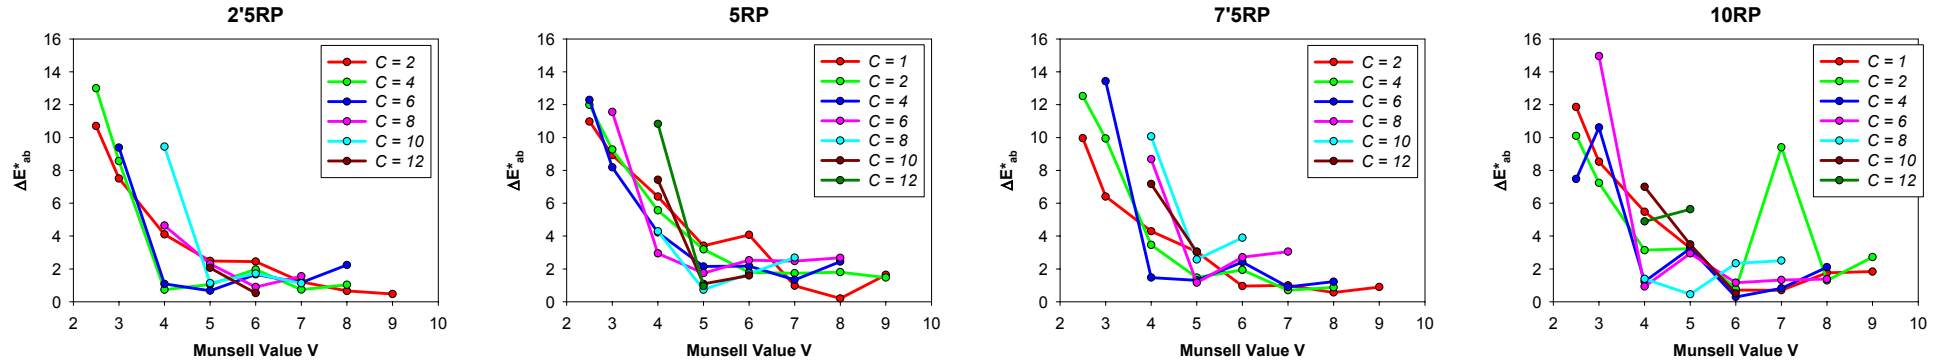 2'5RP
16
14
12
10
8
6
4
2
0
ΔE*ab
C = 2
C = 4
C = 6
C = 8
C = 10
C = 12
2 3 4 5 6 7 8 9 10
Munsell Value V
5RP
16
14
12
10
8
6
4
2
0
ΔE*ab
C = 1
C = 2
C = 4
C = 6
C = 8
C = 10
C = 12
2 3 4 5 6 7 8 9 10
Munsell Value V
7'5RP
16
14
12
10
8
6
4
2
0
ΔE*ab
C = 2
C = 4
C = 6
C = 8
C = 10
C = 12
2 3 4 5 6 7 8 9 10
Munsell Value V
10RP
16
14
12
10
8
6
4
2
0
ΔE*ab
C = 1
C = 2
C = 4
C = 6
C = 8
C = 10
C = 12
2 3 4 5 6 7 8 9 10
Munsell Value V